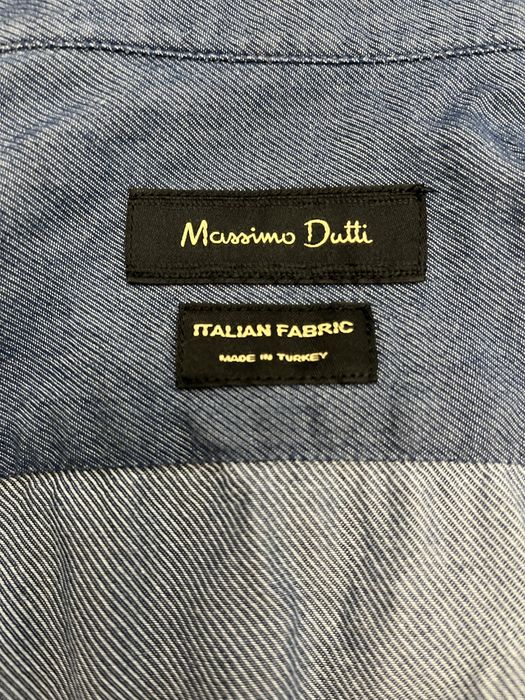 Massimo Dutti
ITALIAN FABRIC
MADE IN TURKEY